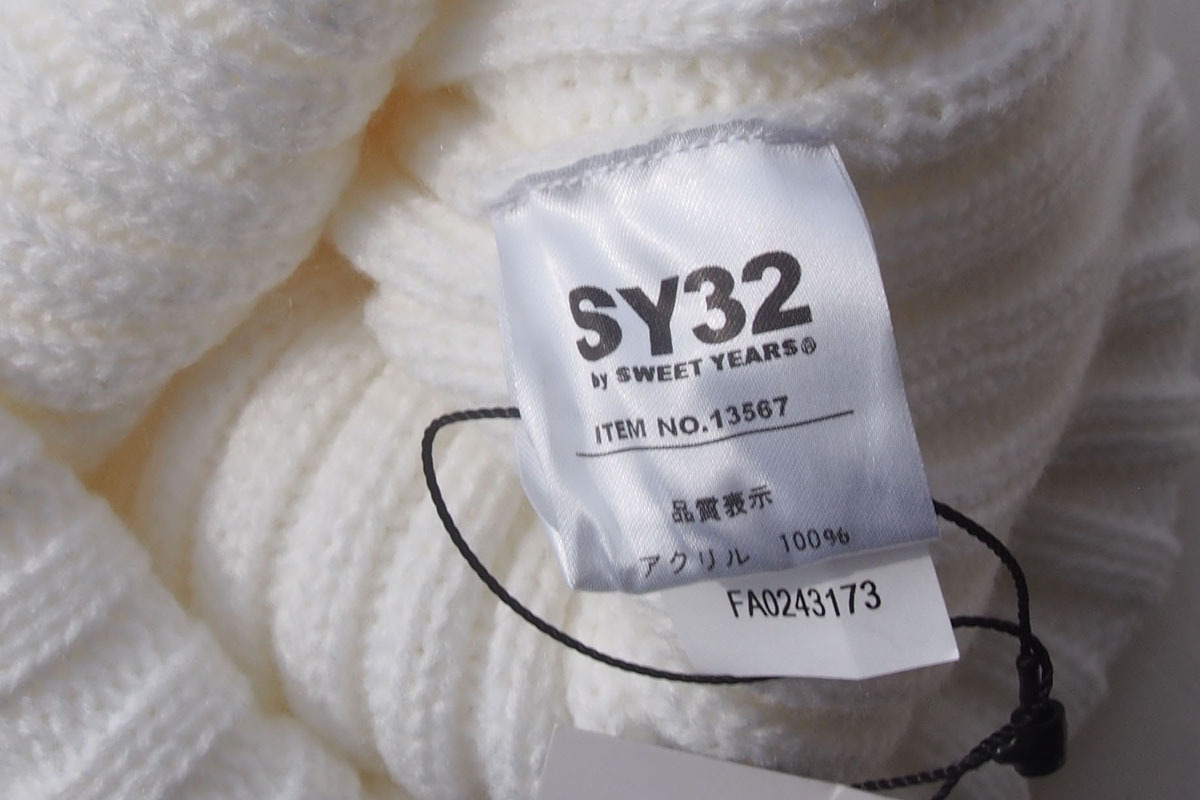 SY32
by SWEET YEARS®
ITEM NO.13567
品質表示
アクリル 100%
FA0243173